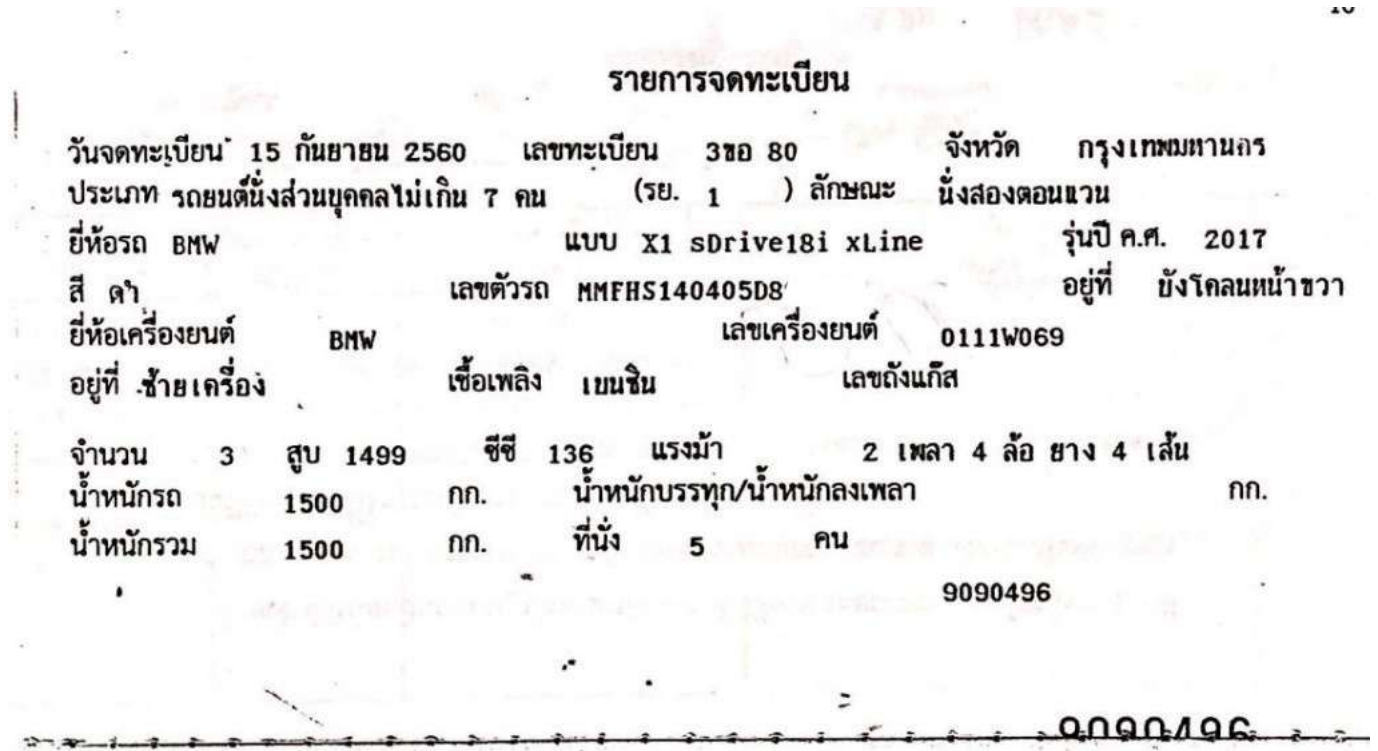 รายการจดทะเบียน
วันจดทะเบียน 15 กันยายน 2560 เลขทะเบียน 3ขอ 80 จังหวัด กรุงเทพมหานคร
ประเภท รถยนต์นั่งส่วนบุคคลไม่เกิน 7 คน (รย. 1 ) ลักษณะ นั่งสองตอนแวน
ยี่ห้อรถ BMW แบบ X1 sDrive18i xLine รุ่นปี ค.ศ. 2017
สี ดำ เลขตัวรถ MMFHS140405D8 อยู่ที่ บังโคลนหน้าขวา
ยี่ห้อเครื่องยนต์ BMW เลขเครื่องยนต์ 0111W069
อยู่ที่ ซ้ายเครื่อง เชื้อเพลิง เบนซิน เลขถังแก๊ส
จำนวน 3 สูบ 1499 ซีซี 136 แรงม้า 2 เพลา 4 ล้อ ยาง 4 เส้น
น้ำหนักรถ 1500 กก. น้ำหนักบรรทุก/น้ำหนักลงเพลา กก.
น้ำหนักรวม 1500 กก. ที่นั่ง 5 คน
9090496
9090496